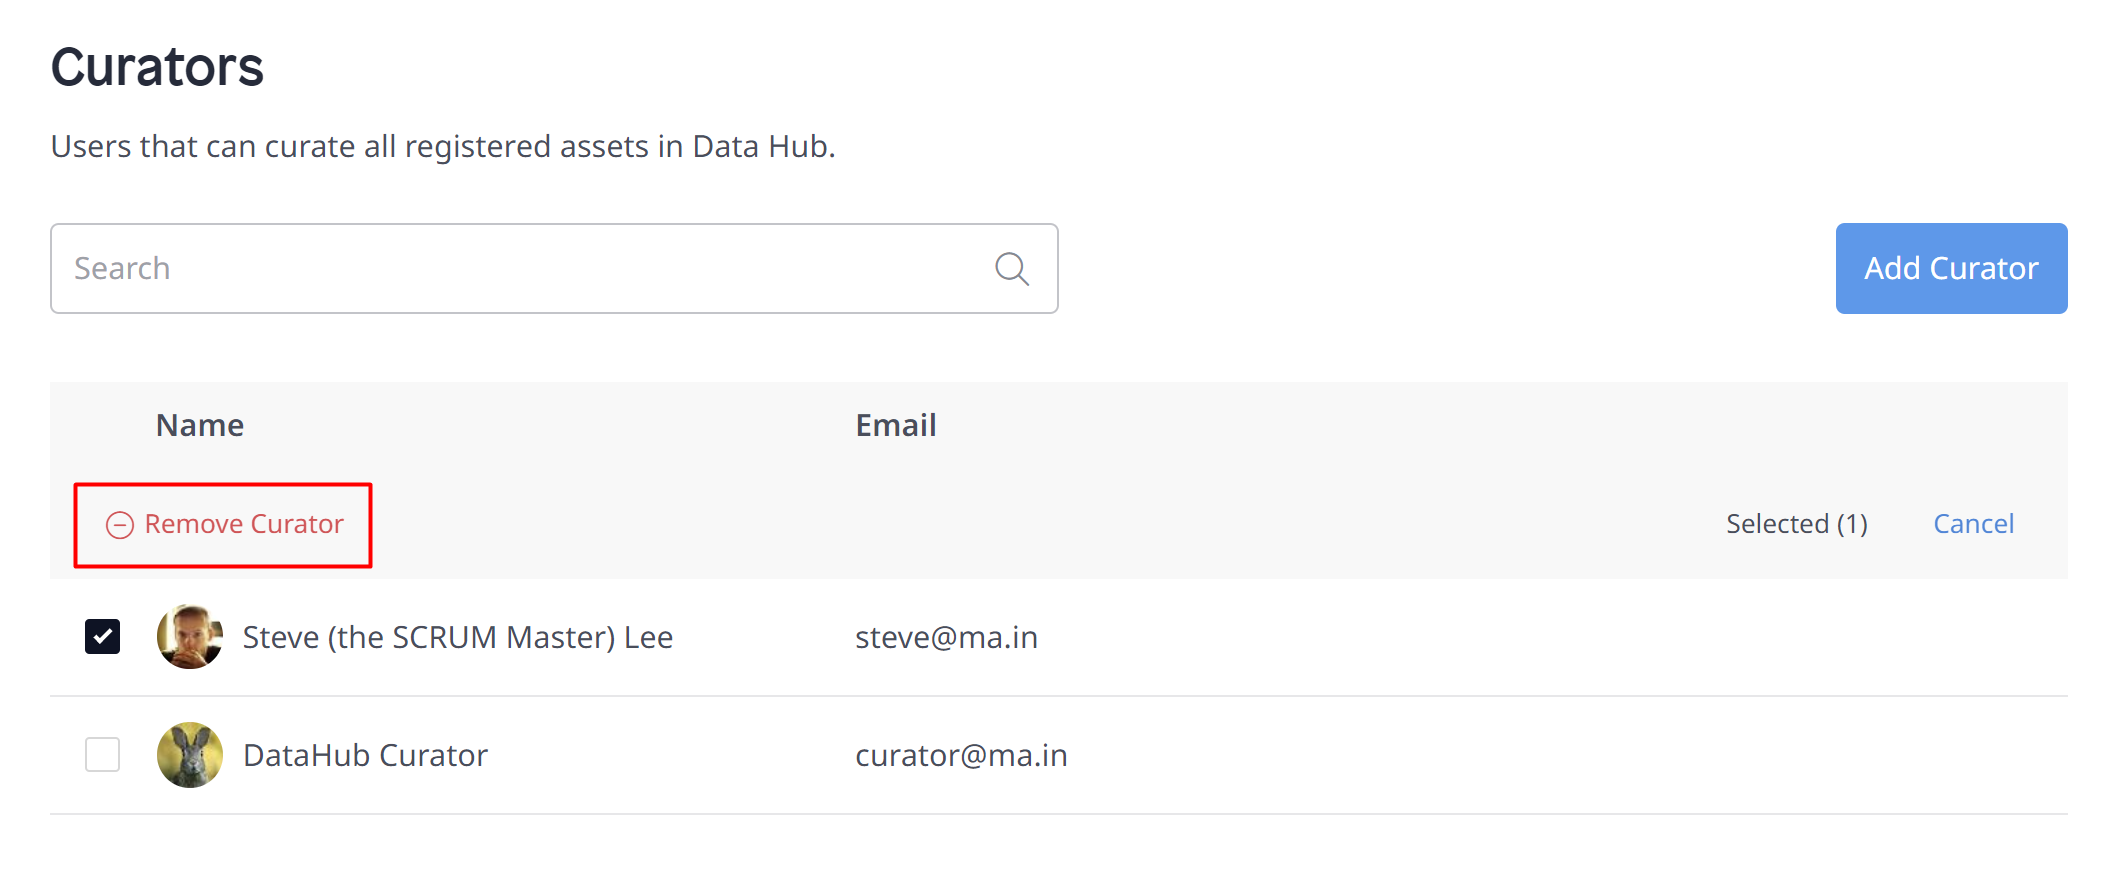 Curators
Users that can curate all registered assets in Data Hub.
Search
Add Curator
Name Email
Remove Curator Selected (1) Cancel
Steve (the SCRUM Master) Lee steve@ma.in
DataHub Curator curator@ma.in